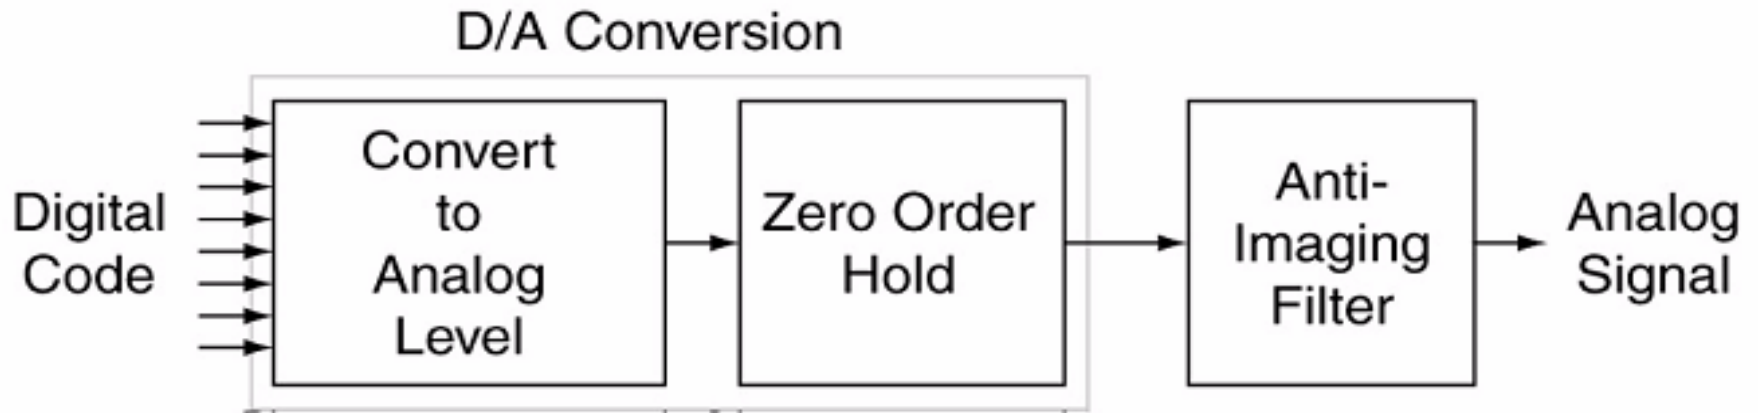 D/A Conversion
Digital
Code
Convert
to
Analog
Level
Zero Order
Hold
Anti-
Imaging
Filter
Analog
Signal